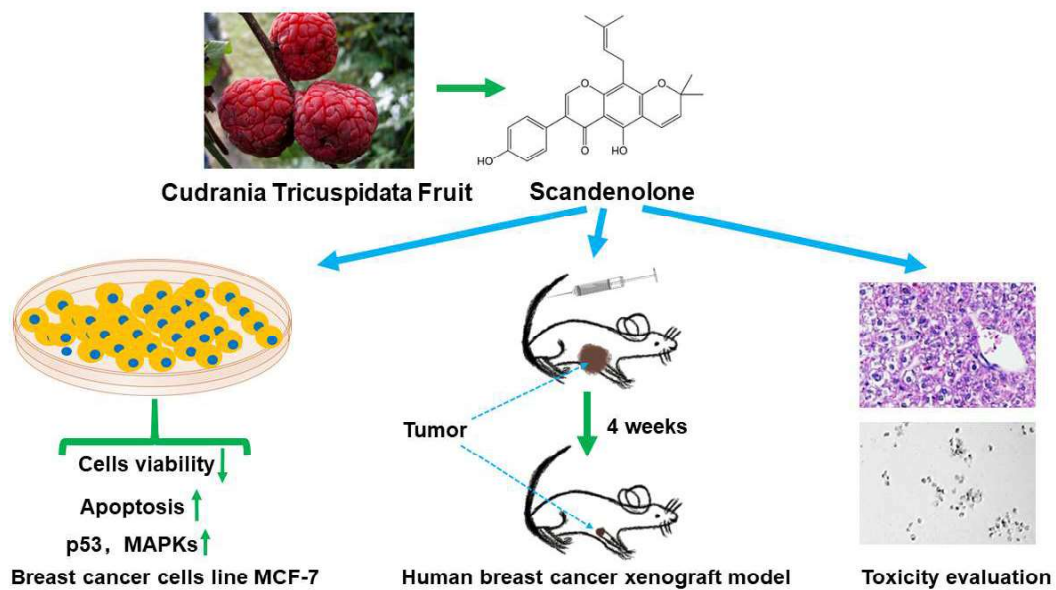 O
O
O
OH
HO
Cudrania Tricuspidata Fruit
Scandenolone
Cells viability
Apoptosis
p53, MAPKs
Breast cancer cells line MCF-7
Tumor
4 weeks
Human breast cancer xenograft model
Toxicity evaluation